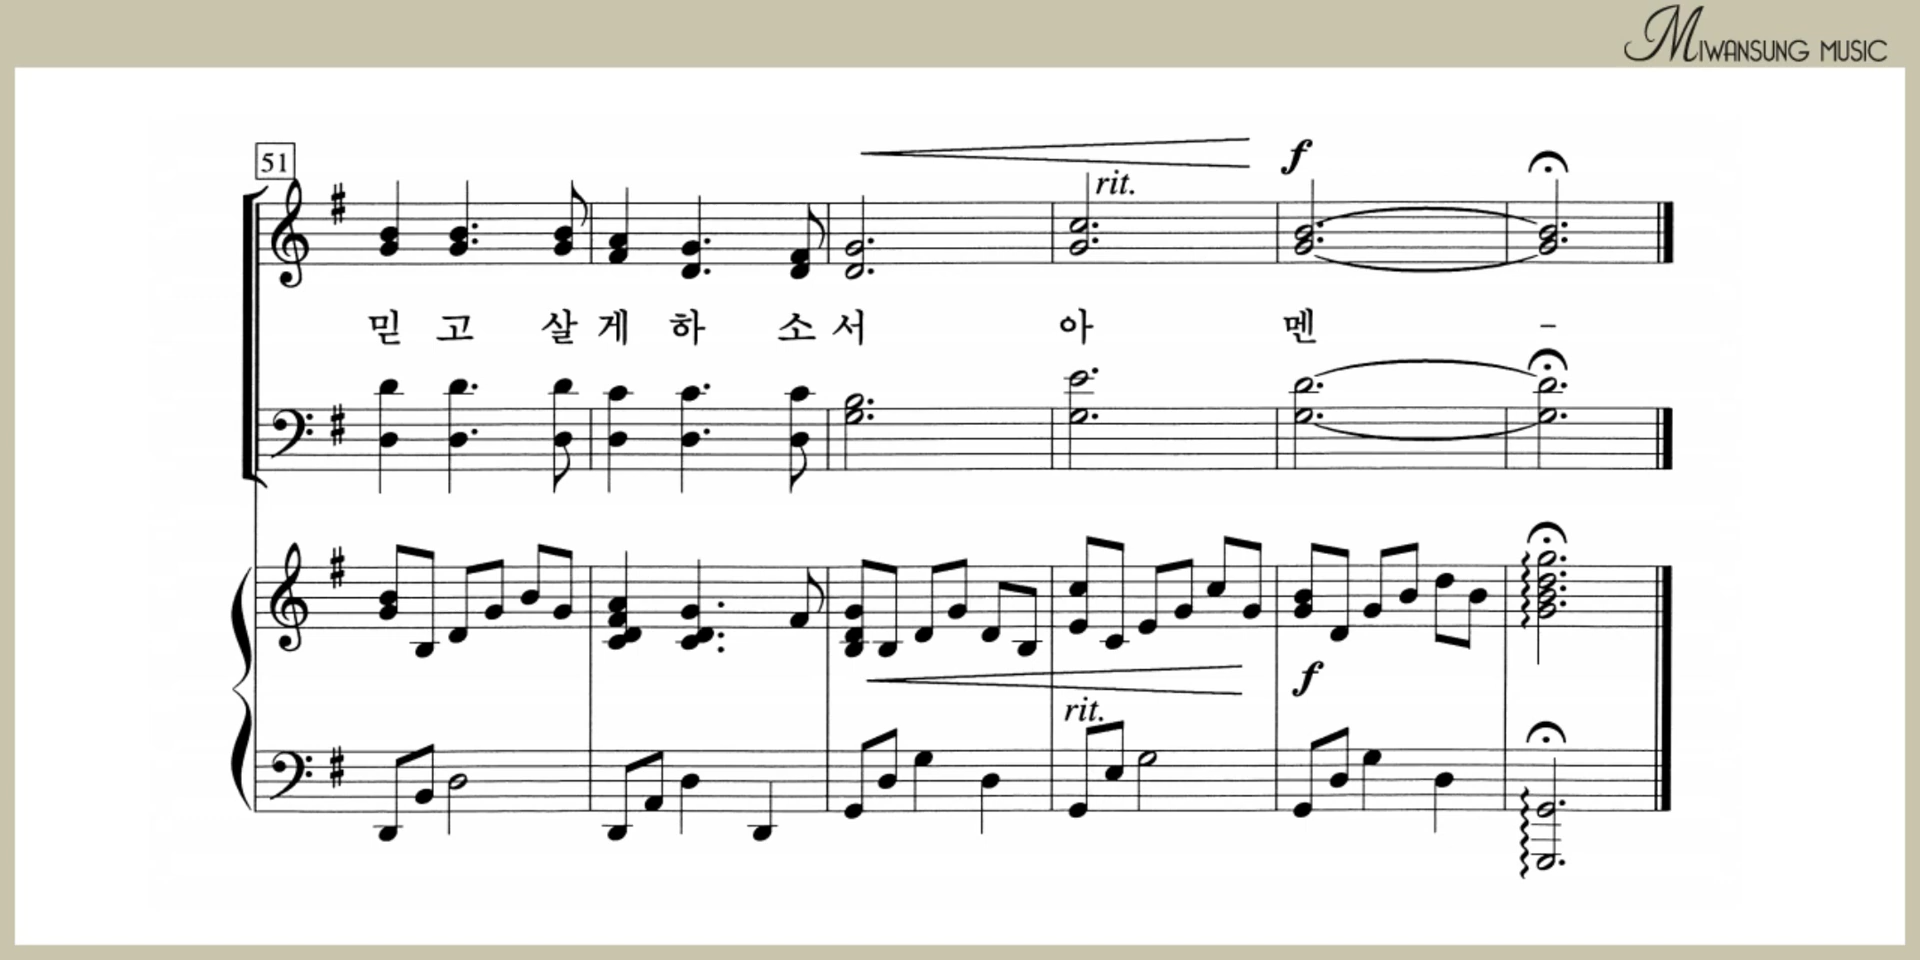 MIWANSUNG MUSIC
51
f
rit.
믿 고 살 게 하 소 서 아 멘 –
f
rit.